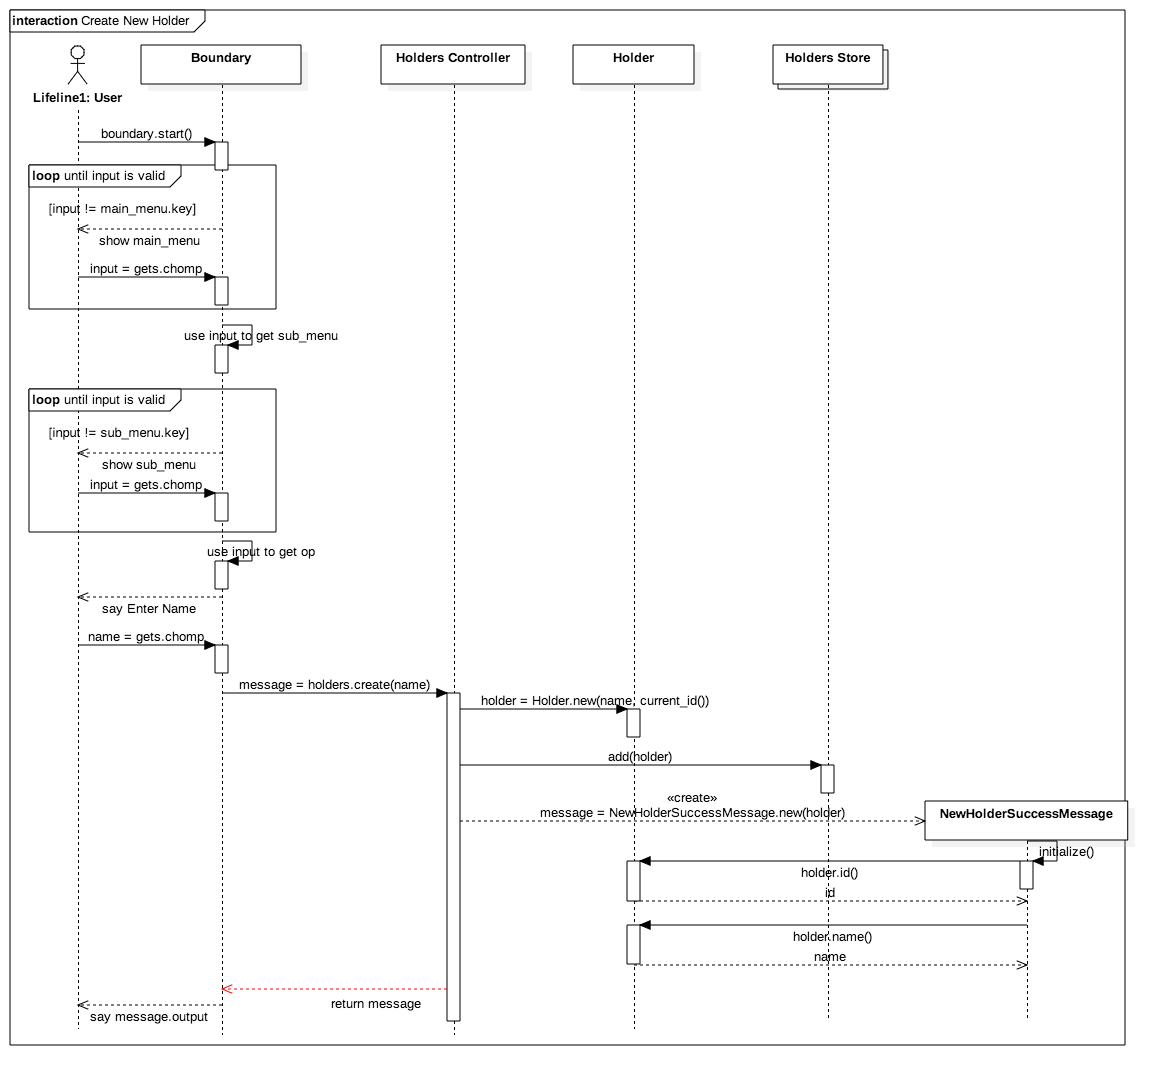 interaction Create New Holder
Boundary
Holders Controller
Holder
Holders Store
Lifeline1: User
boundary.start()
loop until input is valid
[input != main_menu.key]
show main_menu
input = gets.chomp
use input to get sub_menu
loop until input is valid
[input != sub_menu.key]
show sub_menu
input = gets.chomp
use input to get op
say Enter Name
name = gets.chomp
message = holders.create(name)
holder = Holder.new(name, current_id())
add(holder)
«create»
message = NewHolderSuccessMessage.new(holder)
NewHolderSuccessMessage
initialize()
holder.id()
id
holder.name()
name
return message
say message.output